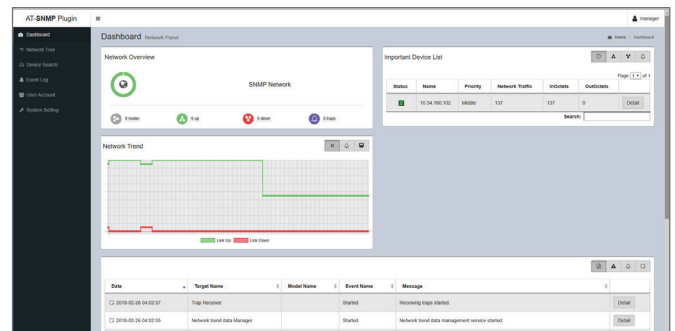 AT-SNMP Plugin
manager
Dashboard
Network Tree
Device Search
Event Log
User Account
System Setting
Dashboard Network Panel
Home > Dashboard
Network Overview
SNMP Network
9 up
0 down
0 traps
Important Device List
Page 1 of 1
Status Name Priority Network Traffic InOctets OutOctets
10.34.160.102 Middle 137 137 0 Detail
Search:
Network Trend
Link Up Link Down
Date Target Name Model Name Event Name Message
2018-02-26 04:02:57 Trap Receiver Started Receiving traps started. Detail
2018-02-26 04:02:55 Network trend data Manager Started Network trend data management service started. Detail